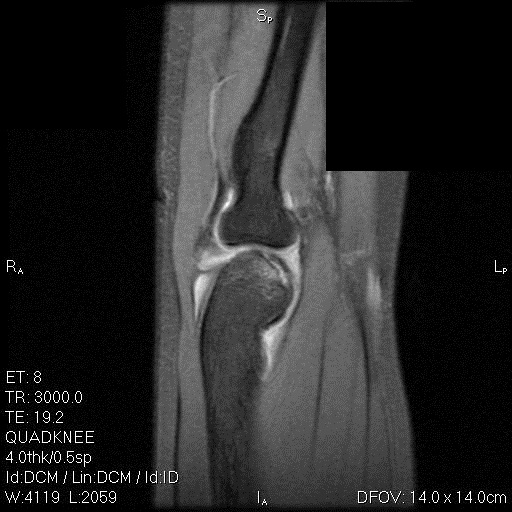 Sp
RA
LP
ET: 8
TR: 3000.0
TE: 19.2
QUADKNEE
4.0thk/0.5sp
Id:DCM / Lin:DCM / Id:ID
W:4119 L:2059
IA
DFOV: 14.0 x 14.0cm